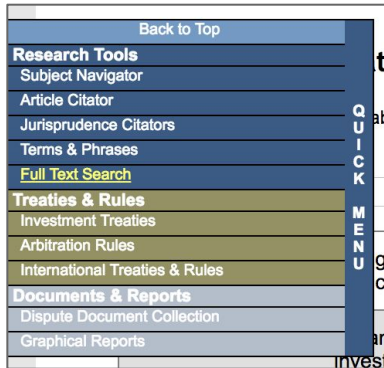 Back to Top
Research Tools
Subject Navigator
Article Citator
Jurisprudence Citators
Terms & Phrases
Full Text Search
Treaties & Rules
Investment Treaties
Arbitration Rules
International Treaties & Rules
Documents & Reports
Dispute Document Collection
Graphical Reports
QUICK MENU